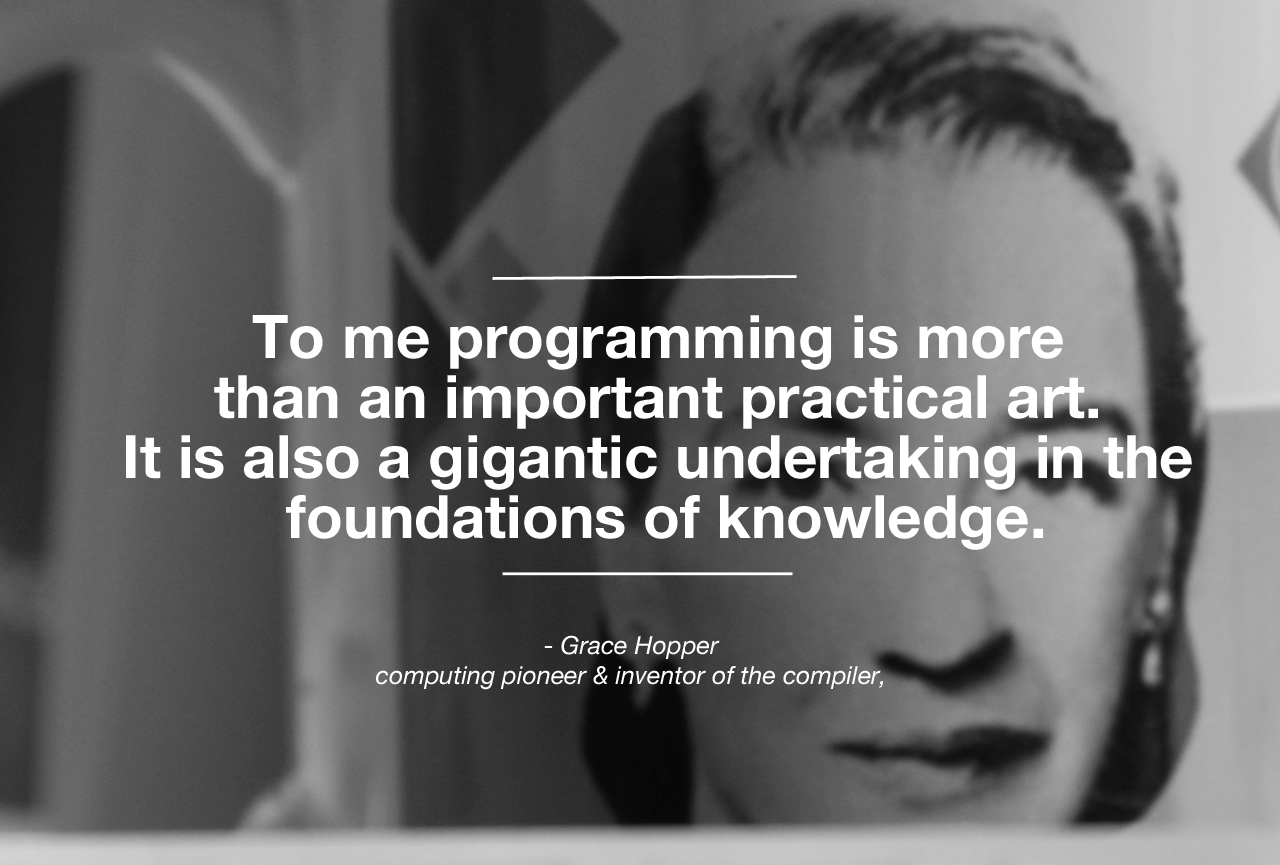 To me programming is more
than an important practical art.
It is also a gigantic undertaking in the
foundations of knowledge.
- Grace Hopper
computing pioneer & inventor of the compiler,